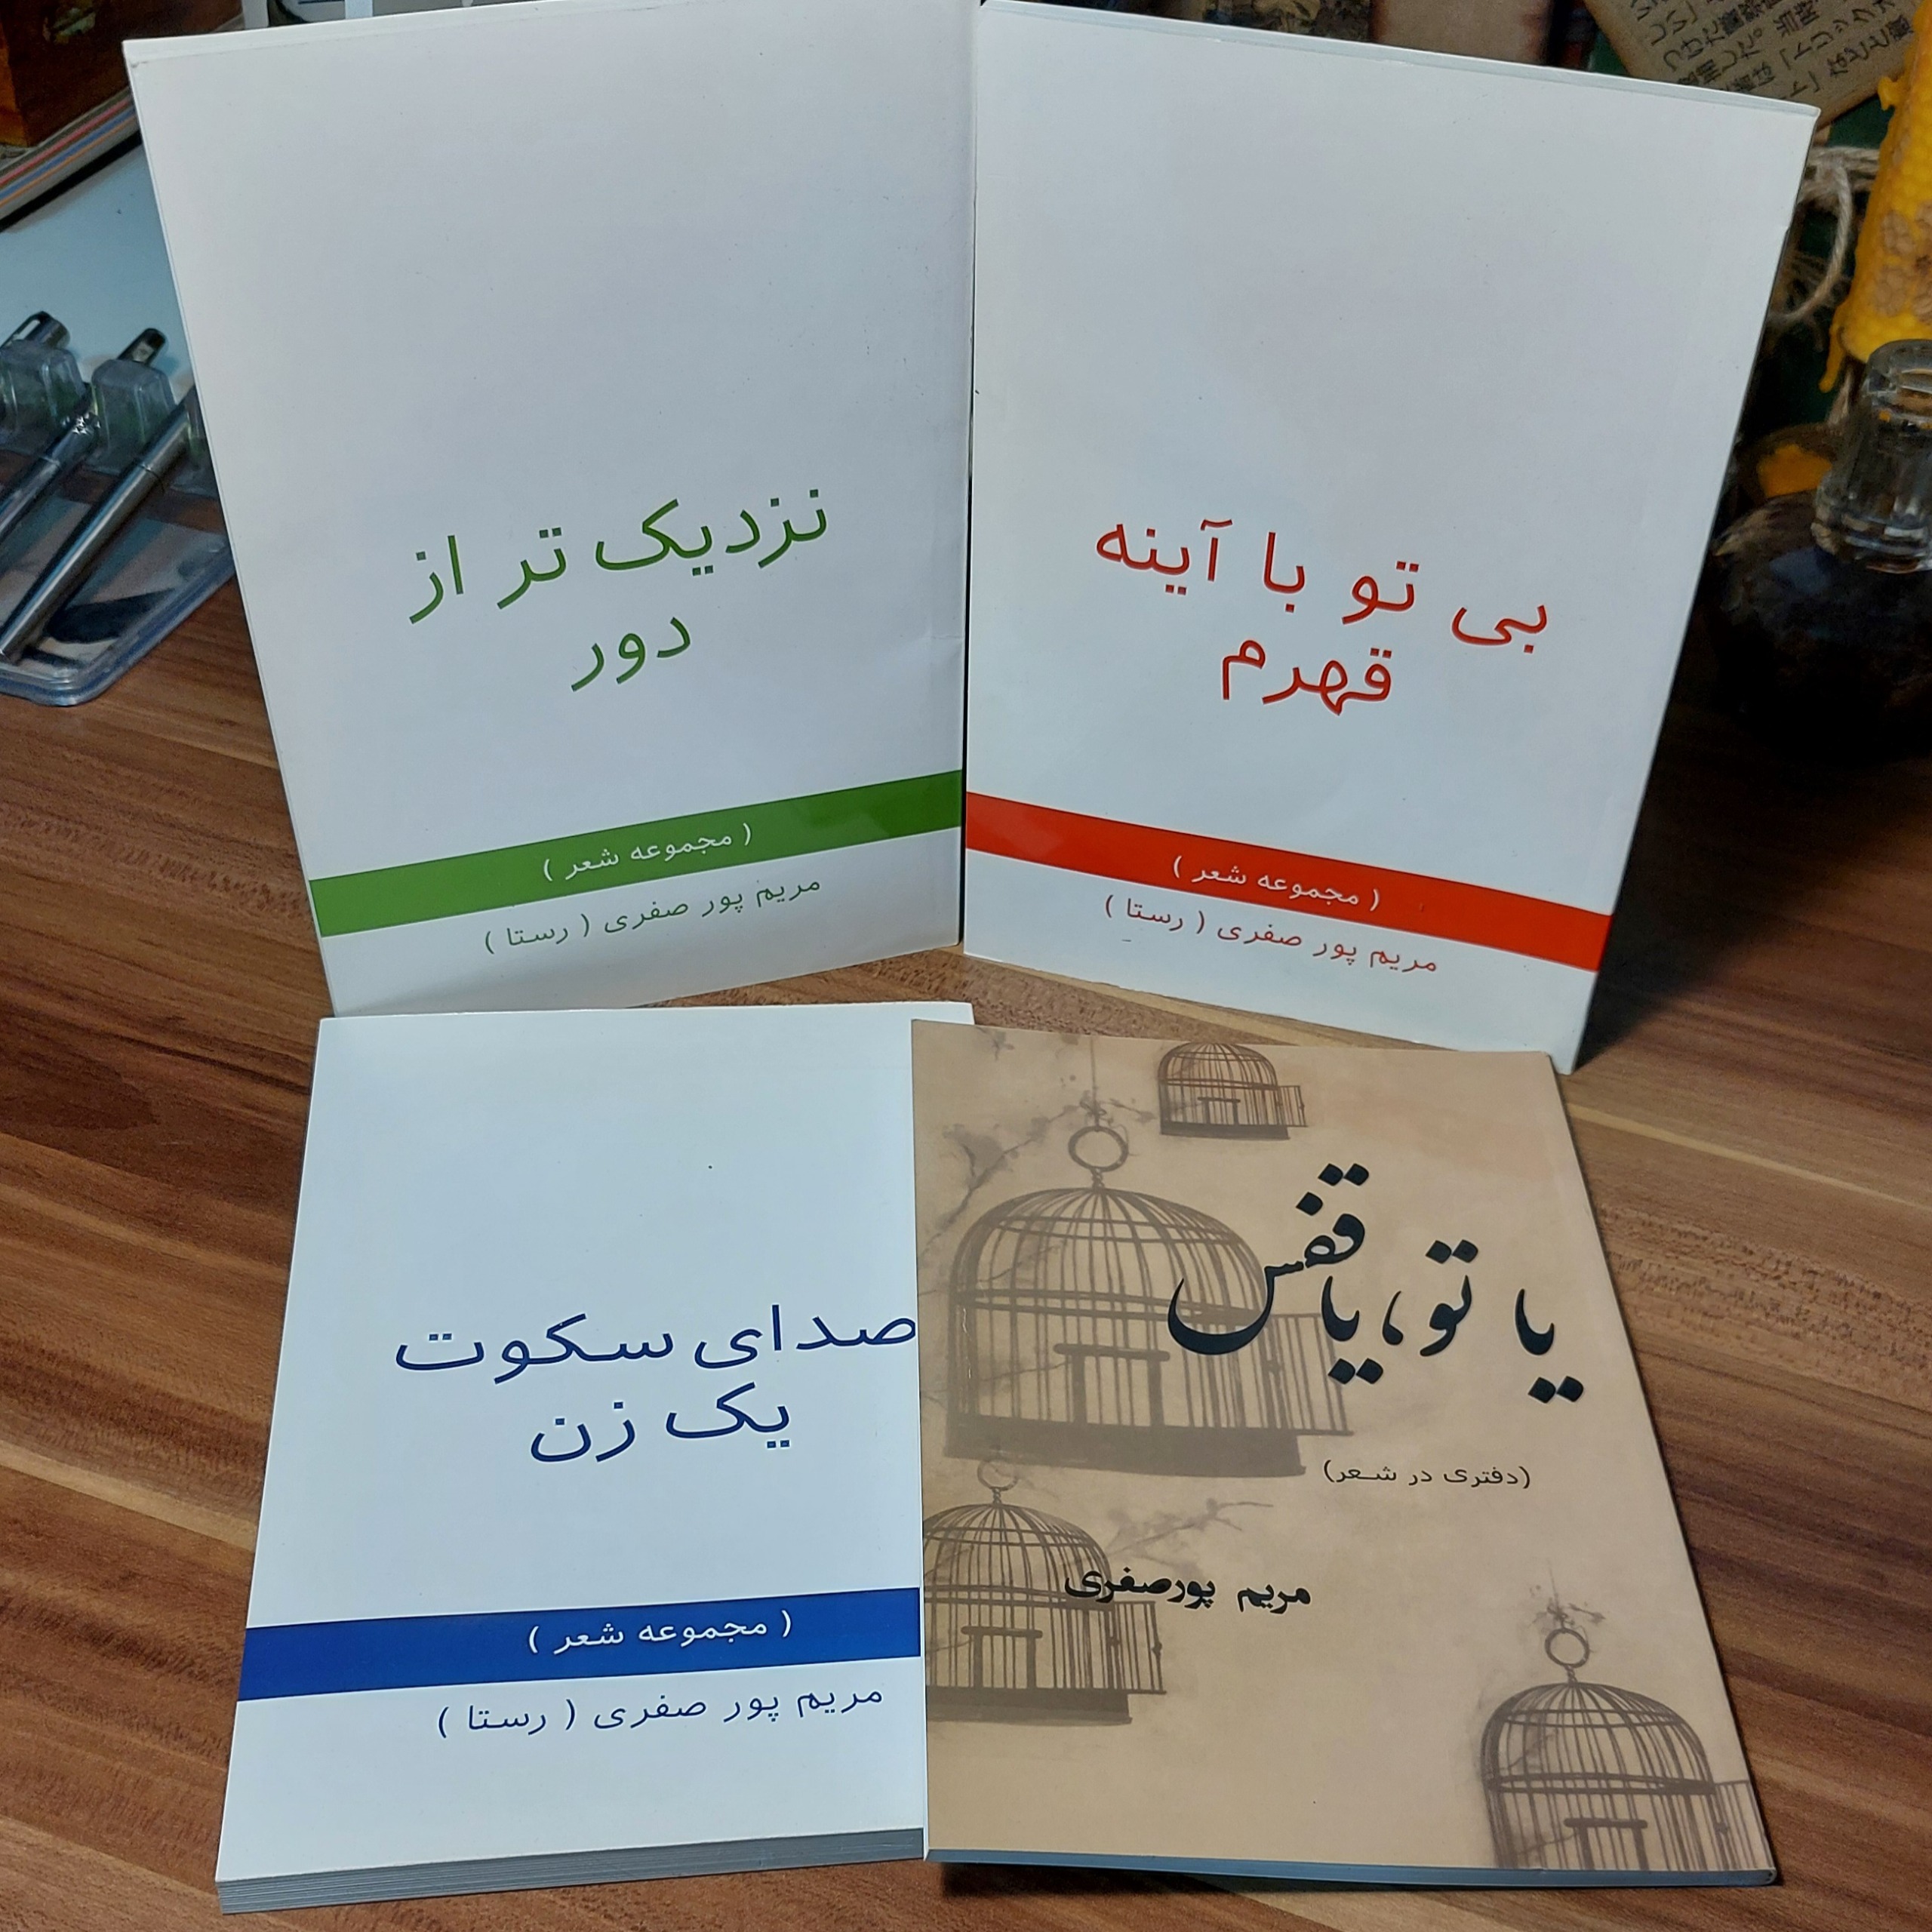 نزدیک تر از
دور
( مجموعه شعر )
مریم پور صفری ( رستا )
بی تو با آینه
قهرم
( مجموعه شعر )
مریم پور صفری ( رستا )
صدای سکوت
یک زن
( مجموعه شعر )
مریم پور صفری ( رستا )
یا تو، یا قفس
(دفتری در شعر)
مریم پورصفری